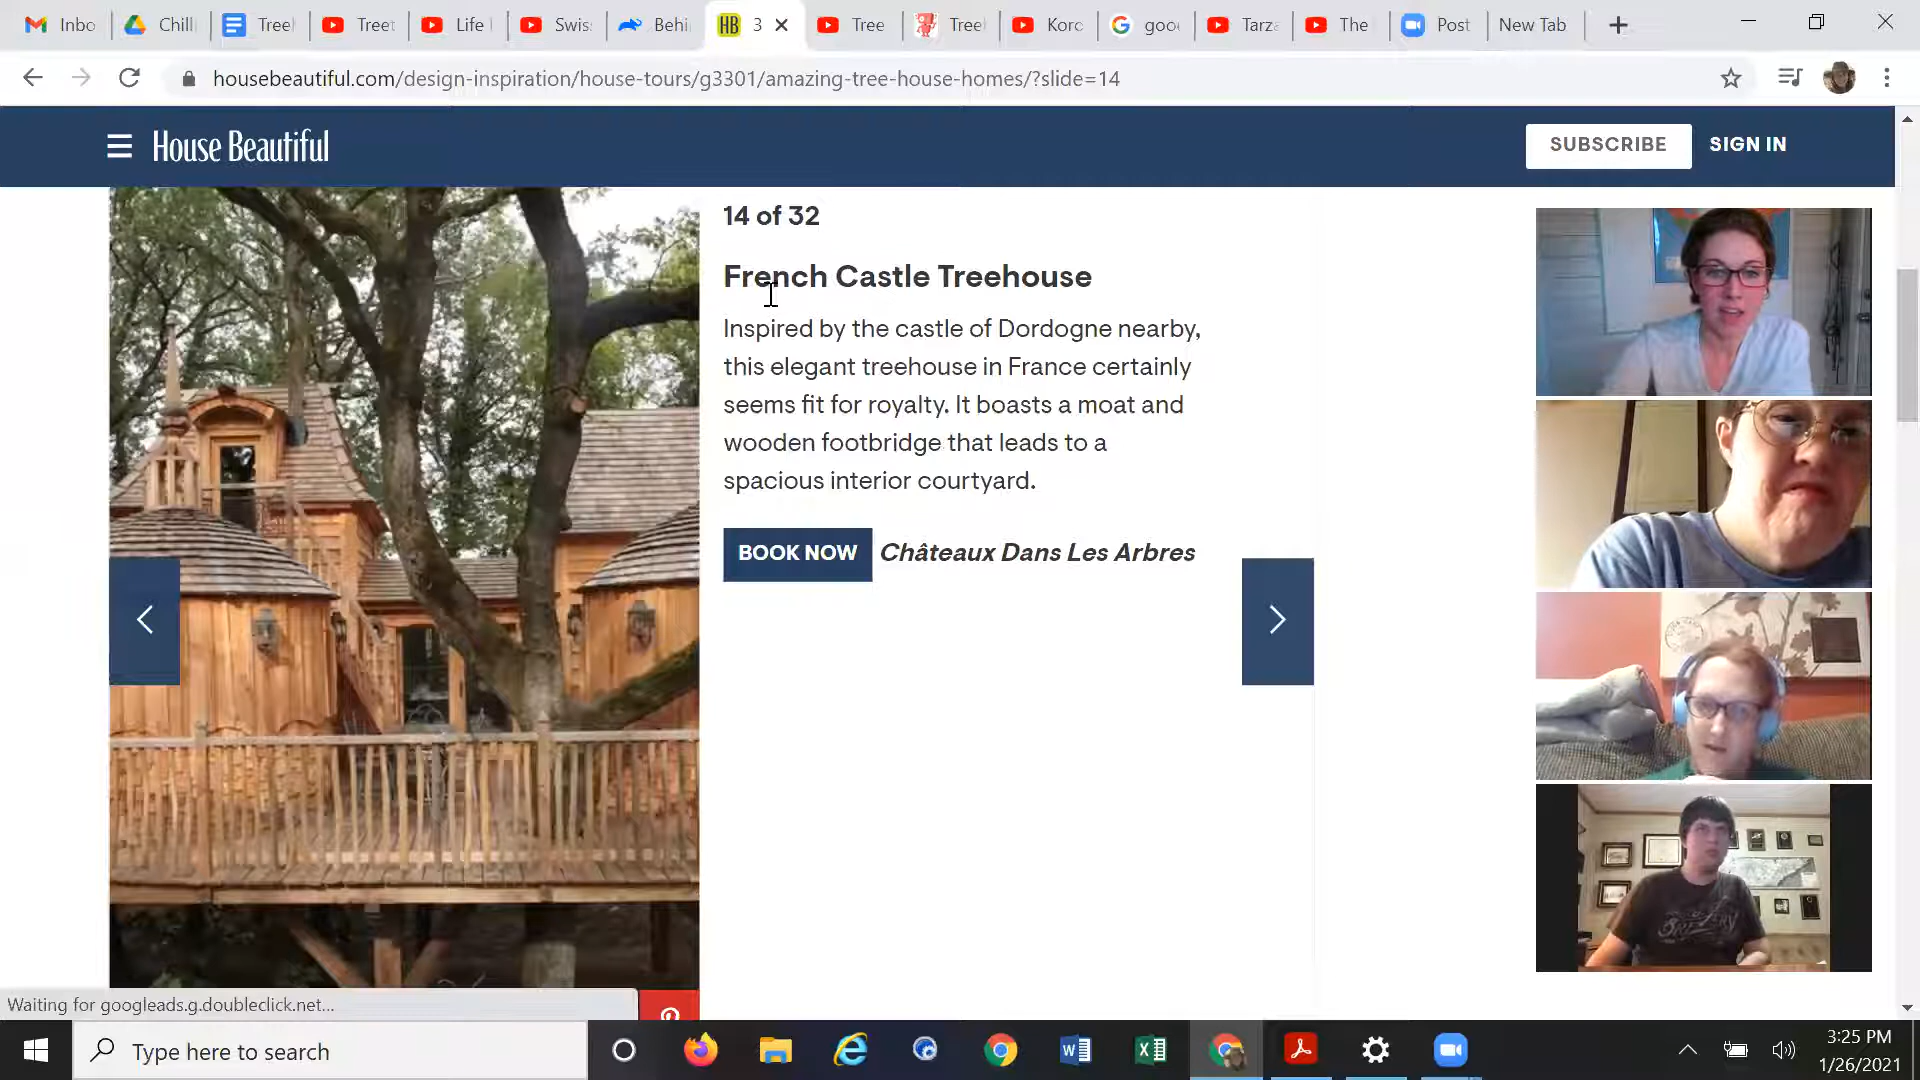 Inbo
Chill
Treel
Treet
Life
Swis
Behi
HB 3
Tree
Tree
Korc
goo
Tarza
The
Post
New Tab
housebeautiful.com/design-inspiration/house-tours/g3301/amazing-tree-house-homes/?slide=14
House Beautiful
SUBSCRIBE
SIGN IN
14 of 32
French Castle Treehouse
Inspired by the castle of Dordogne nearby,
this elegant treehouse in France certainly
seems fit for royalty. It boasts a moat and
wooden footbridge that leads to a
spacious interior courtyard.
BOOK NOW Châteaux Dans Les Arbres
Waiting for googleads.g.doubleclick.net...
Type here to search
3:25 PM
1/26/2021